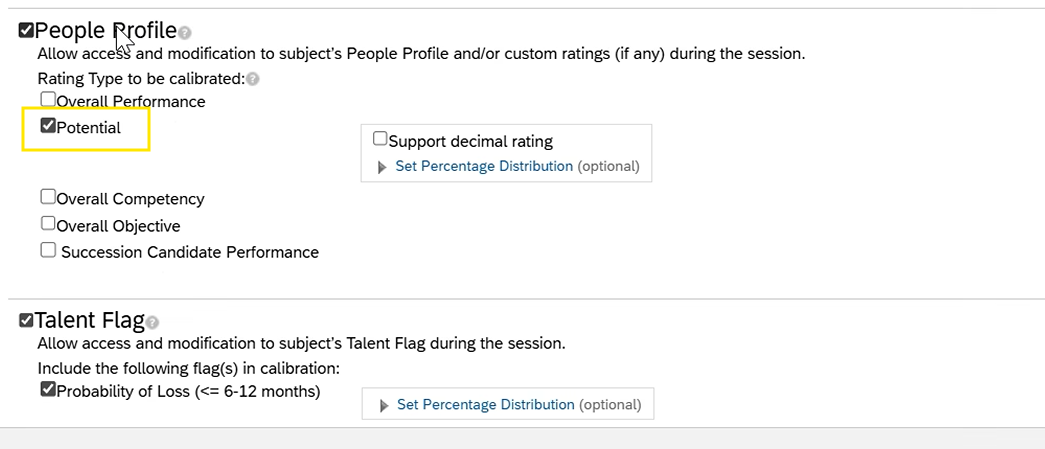 People Profile
Allow access and modification to subject's People Profile and/or custom ratings (if any) during the session.
Rating Type to be calibrated:
Overall Performance
Potential
Support decimal rating
Set Percentage Distribution (optional)
Overall Competency
Overall Objective
Succession Candidate Performance
Talent Flag
Allow access and modification to subject's Talent Flag during the session.
Include the following flag(s) in calibration:
Probability of Loss (<= 6-12 months)
Set Percentage Distribution (optional)